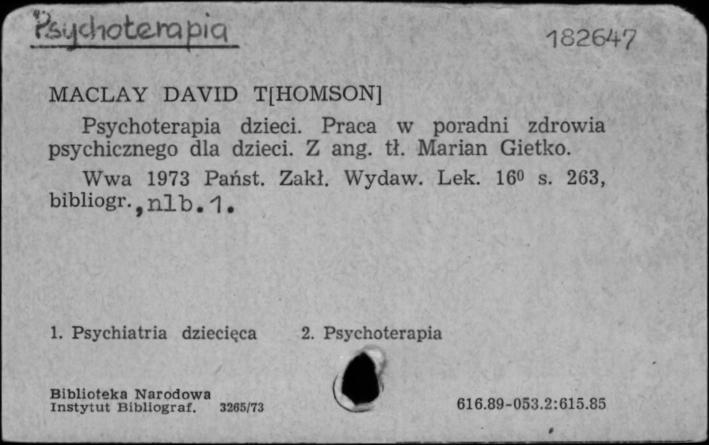 Psychoterapia
182647
MACLAY DAVID T[HOMSON]
Psychoterapia dzieci. Praca w poradni zdrowia
psychicznego dla dzieci. Z ang. tł. Marian Gietko.
Wwa 1973 Państ. Zakł. Wydaw. Lek. 16⁰ s. 263,
bibliogr., nlb. 1.
1. Psychiatria dziecięca 2. Psychoterapia
Biblioteka Narodowa
Instytut Bibliograf. 3265/73
616.89-053.2:615.85